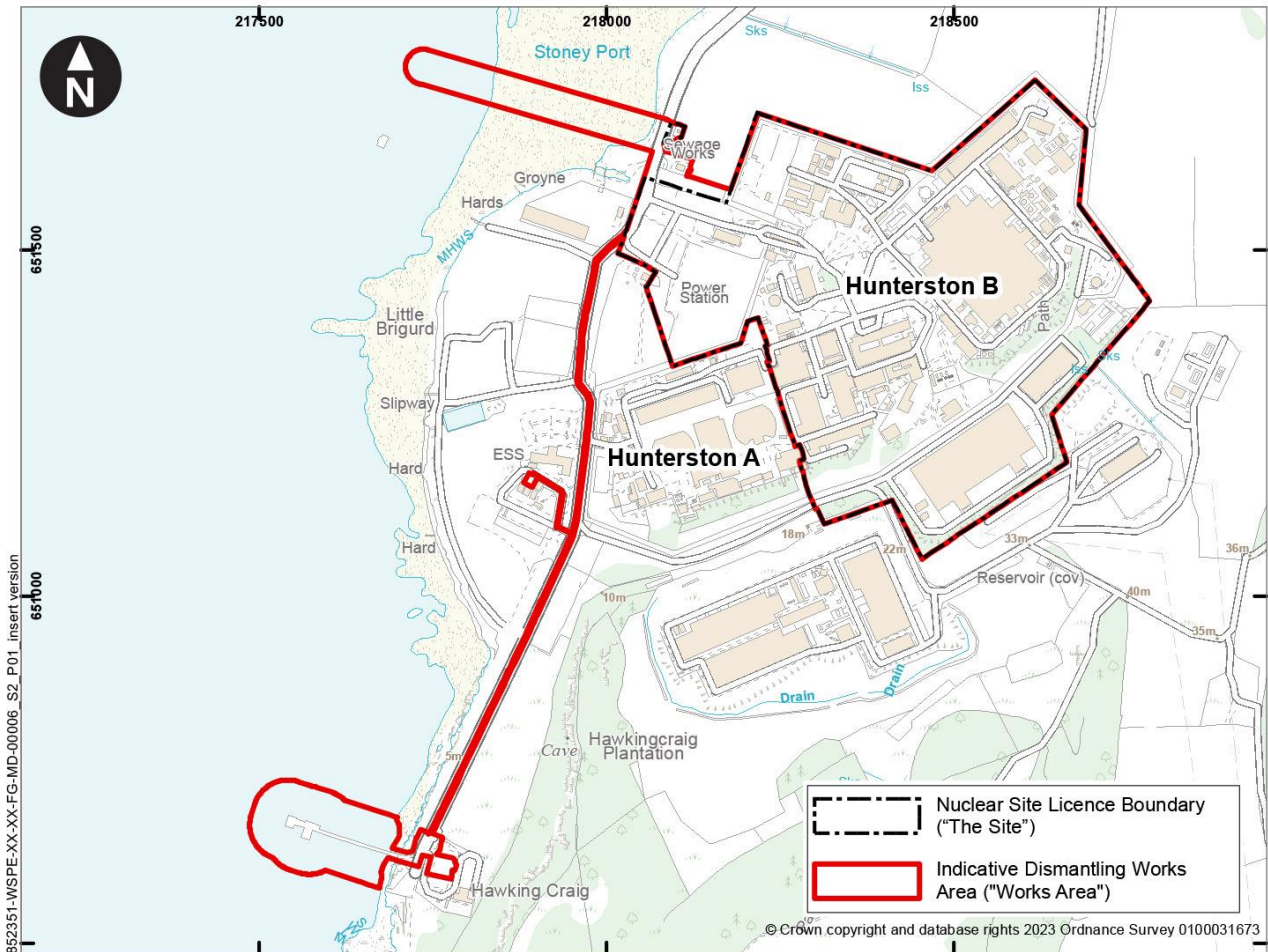 217500
218000
218500
N
Stoney Port
Sks
Iss
Sewage
Works
Groyne
Hards
651500
MHWS
Power
Station
Hunterston B
Path
Little
Brigurd
Sks
Iss
Slipway
ESS
Hunterston A
Hard
Hard
18m
22m
33m
36m
Reservoir (cov)
651000
10m
40m
35m
Drain
Drain
5m
Cave
Hawkingcraig
Plantation
Hawking Craig
Nuclear Site Licence Boundary
("The Site")
Indicative Dismantling Works
Area ("Works Area")
© Crown copyright and database rights 2023 Ordnance Survey 0100031673
852351-WSPE-XX-XX-FG-MD-00006_S2_P01_insert version